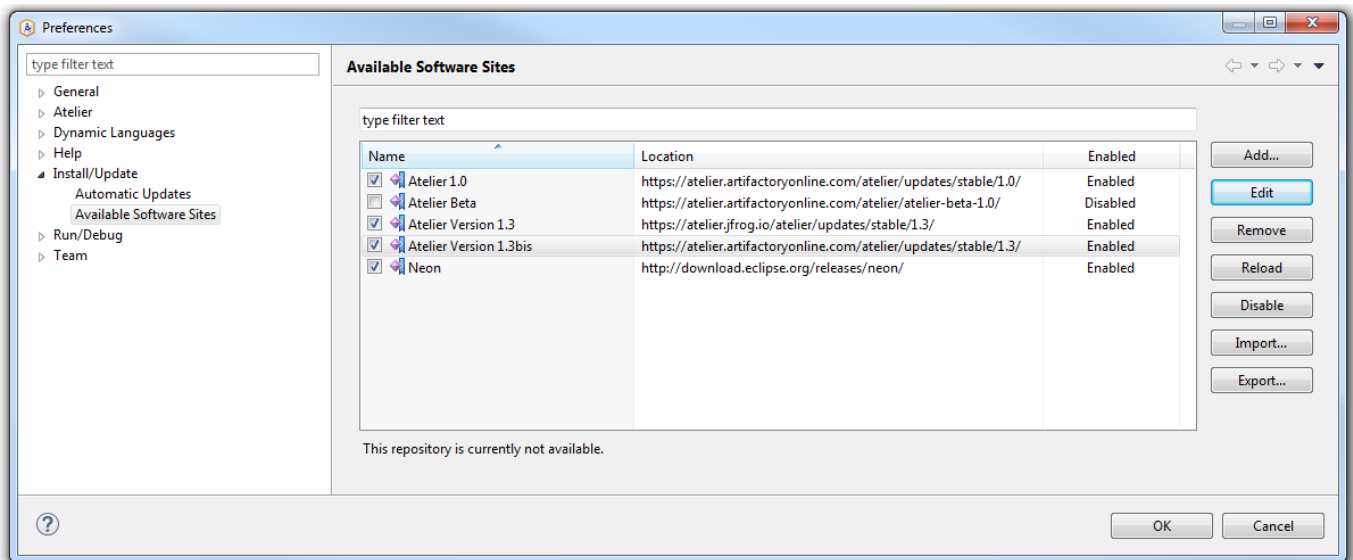 Preferences
type filter text
General
Atelier
Dynamic Languages
Help
Install/Update
Automatic Updates
Available Software Sites
Run/Debug
Team
Available Software Sites
type filter text
Name Location Enabled
Atelier 1.0 https://atelier.artifactoryonline.com/atelier/updates/stable/1.0/ Enabled
Atelier Beta https://atelier.artifactoryonline.com/atelier/atelier-beta-1.0/ Disabled
Atelier Version 1.3 https://atelier.jfrog.io/atelier/updates/stable/1.3/ Enabled
Atelier Version 1.3bis https://atelier.artifactoryonline.com/atelier/updates/stable/1.3/ Enabled
Neon http://download.eclipse.org/releases/neon/ Enabled
Add...
Edit
Remove
Reload
Disable
Import...
Export...
This repository is currently not available.
?
OK Cancel